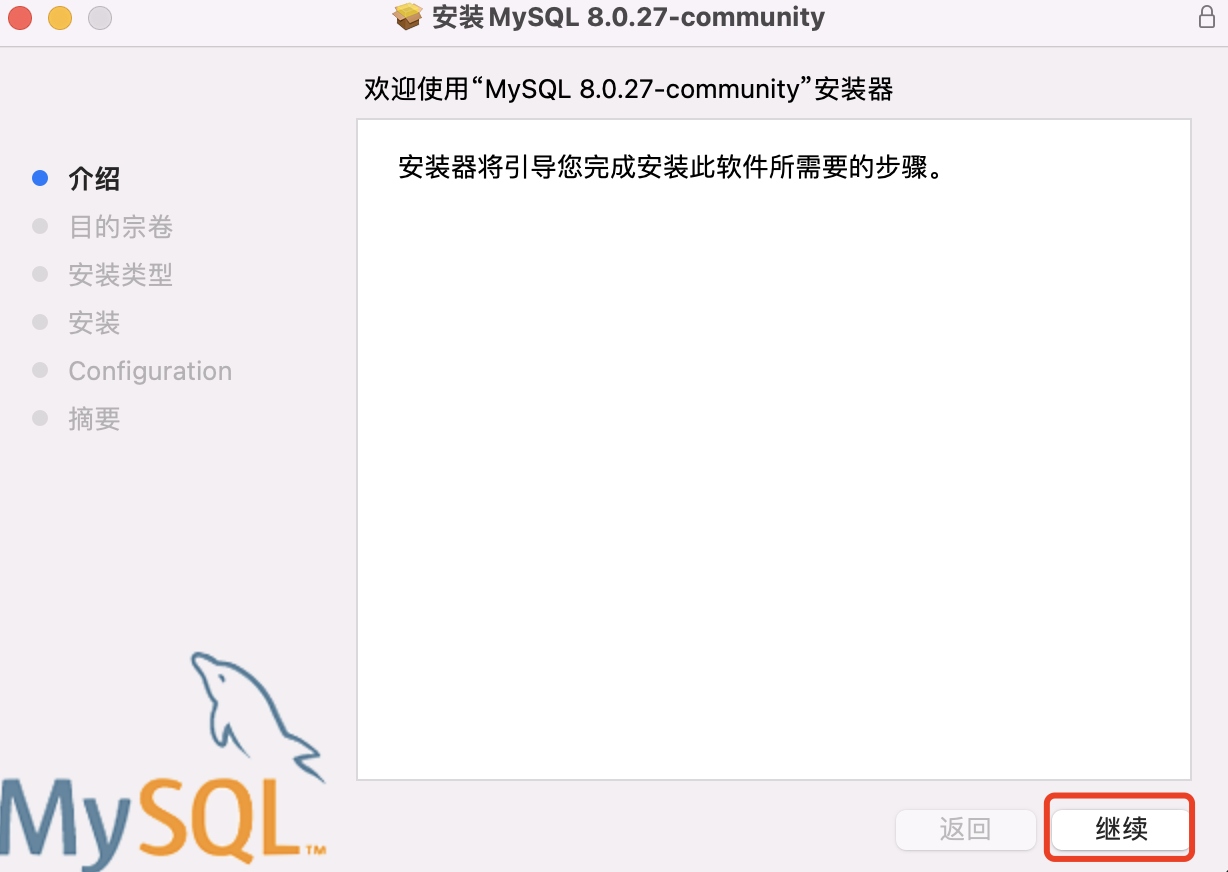 安装 MySQL 8.0.27-community
欢迎使用“MySQL 8.0.27-community”安装器
安装器将引导您完成安装此软件所需要的步骤。
介绍
目的宗卷
安装类型
安装
Configuration
摘要
MySQL™
返回
继续